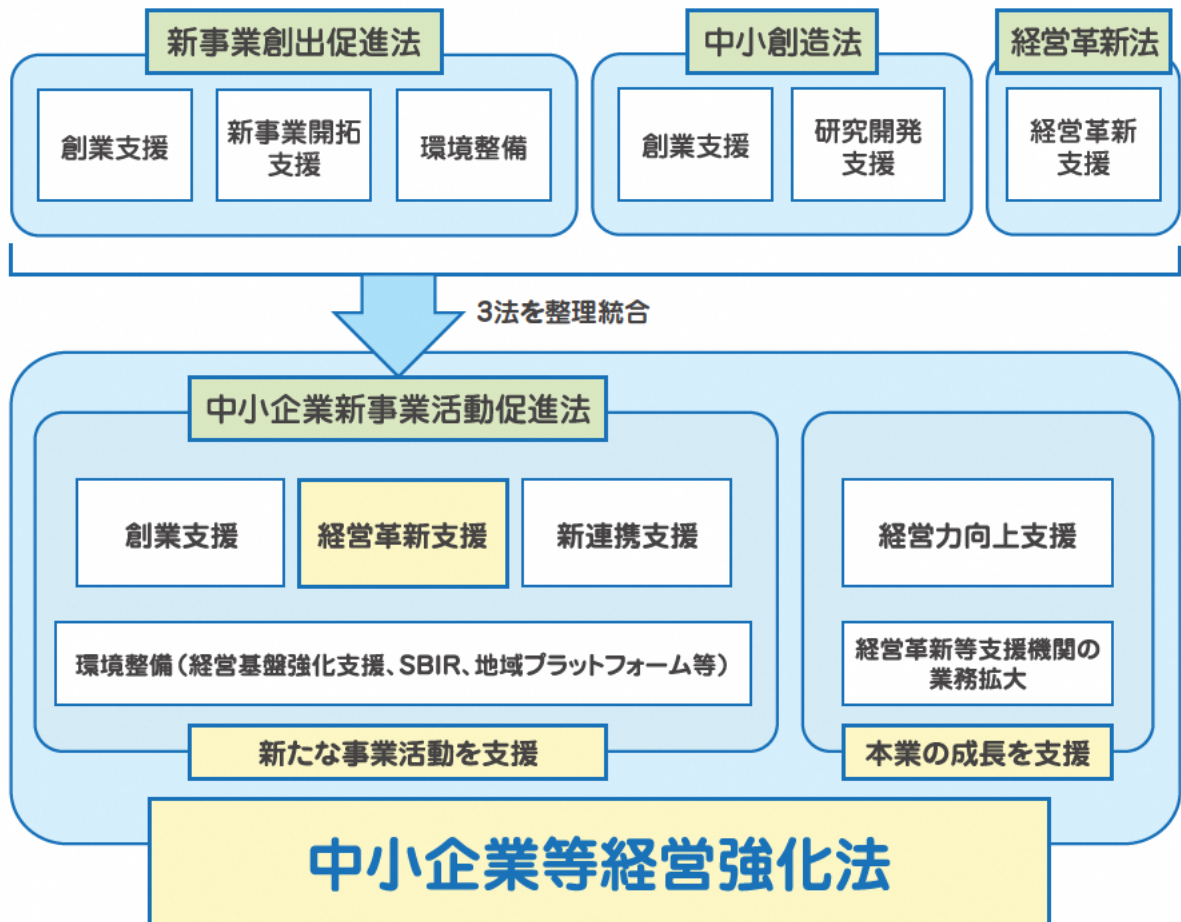 新事業創出促進法
中小創造法
経営革新法
創業支援
新事業開拓
支援
環境整備
創業支援
研究開発
支援
経営革新
支援
3法を整理統合
中小企業新事業活動促進法
創業支援
経営革新支援
新連携支援
経営力向上支援
環境整備（経営基盤強化支援、SBIR、地域プラットフォーム等）
経営革新等支援機関の
業務拡大
新たな事業活動を支援
本業の成長を支援
中小企業等経営強化法